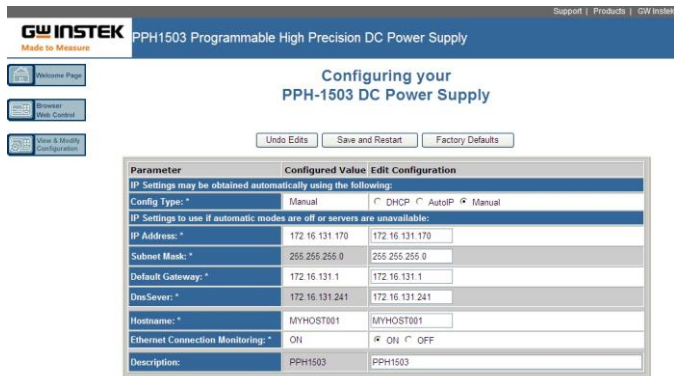 Support | Products | GW Instek
GW INSTEK
Made to Measure
PPH1503 Programmable High Precision DC Power Supply
Welcome Page
Browser
Web Control
View & Modify
Configuration
Configuring your
PPH-1503 DC Power Supply
Undo Edits Save and Restart Factory Defaults
Parameter Configured Value Edit Configuration
IP Settings may be obtained automatically using the following:
Config Type: * Manual DHCP AutoIP Manual
IP Settings to use if automatic modes are off or servers are unavailable:
IP Address: * 172.16.131.170 172.16.131.170
Subnet Mask: * 255.255.255.0 255.255.255.0
Default Gateway: * 172.16.131.1 172.16.131.1
DnsSever: * 172.16.131.241 172.16.131.241
Hostname: * MYHOST001 MYHOST001
Ethernet Connection Monitoring: * ON ON OFF
Description: PPH1503 PPH1503